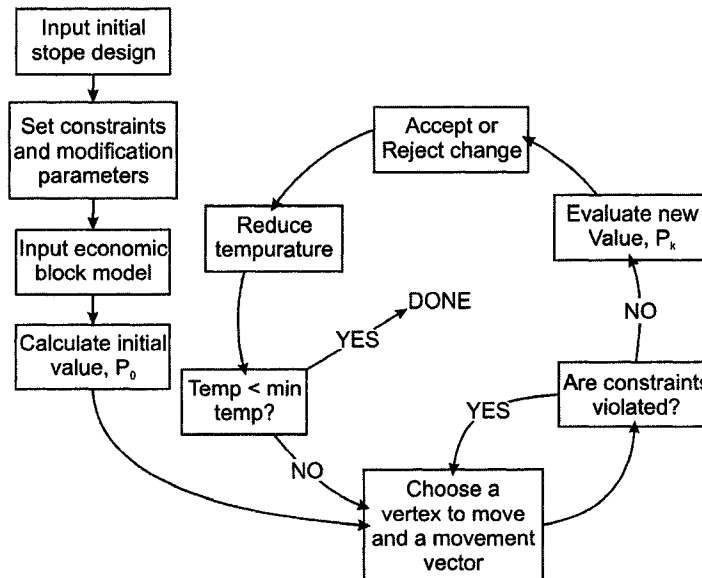 Input initial
stope design
Set constraints
and modification
parameters
Input economic
block model
Calculate initial
value, P₀
Accept or
Reject change
Reduce
tempurature
Evaluate new
Value, Pₖ
DONE
YES
NO
Temp < min
temp?
YES
Are constraints
violated?
NO
Choose a
vertex to move
and a movement
vector